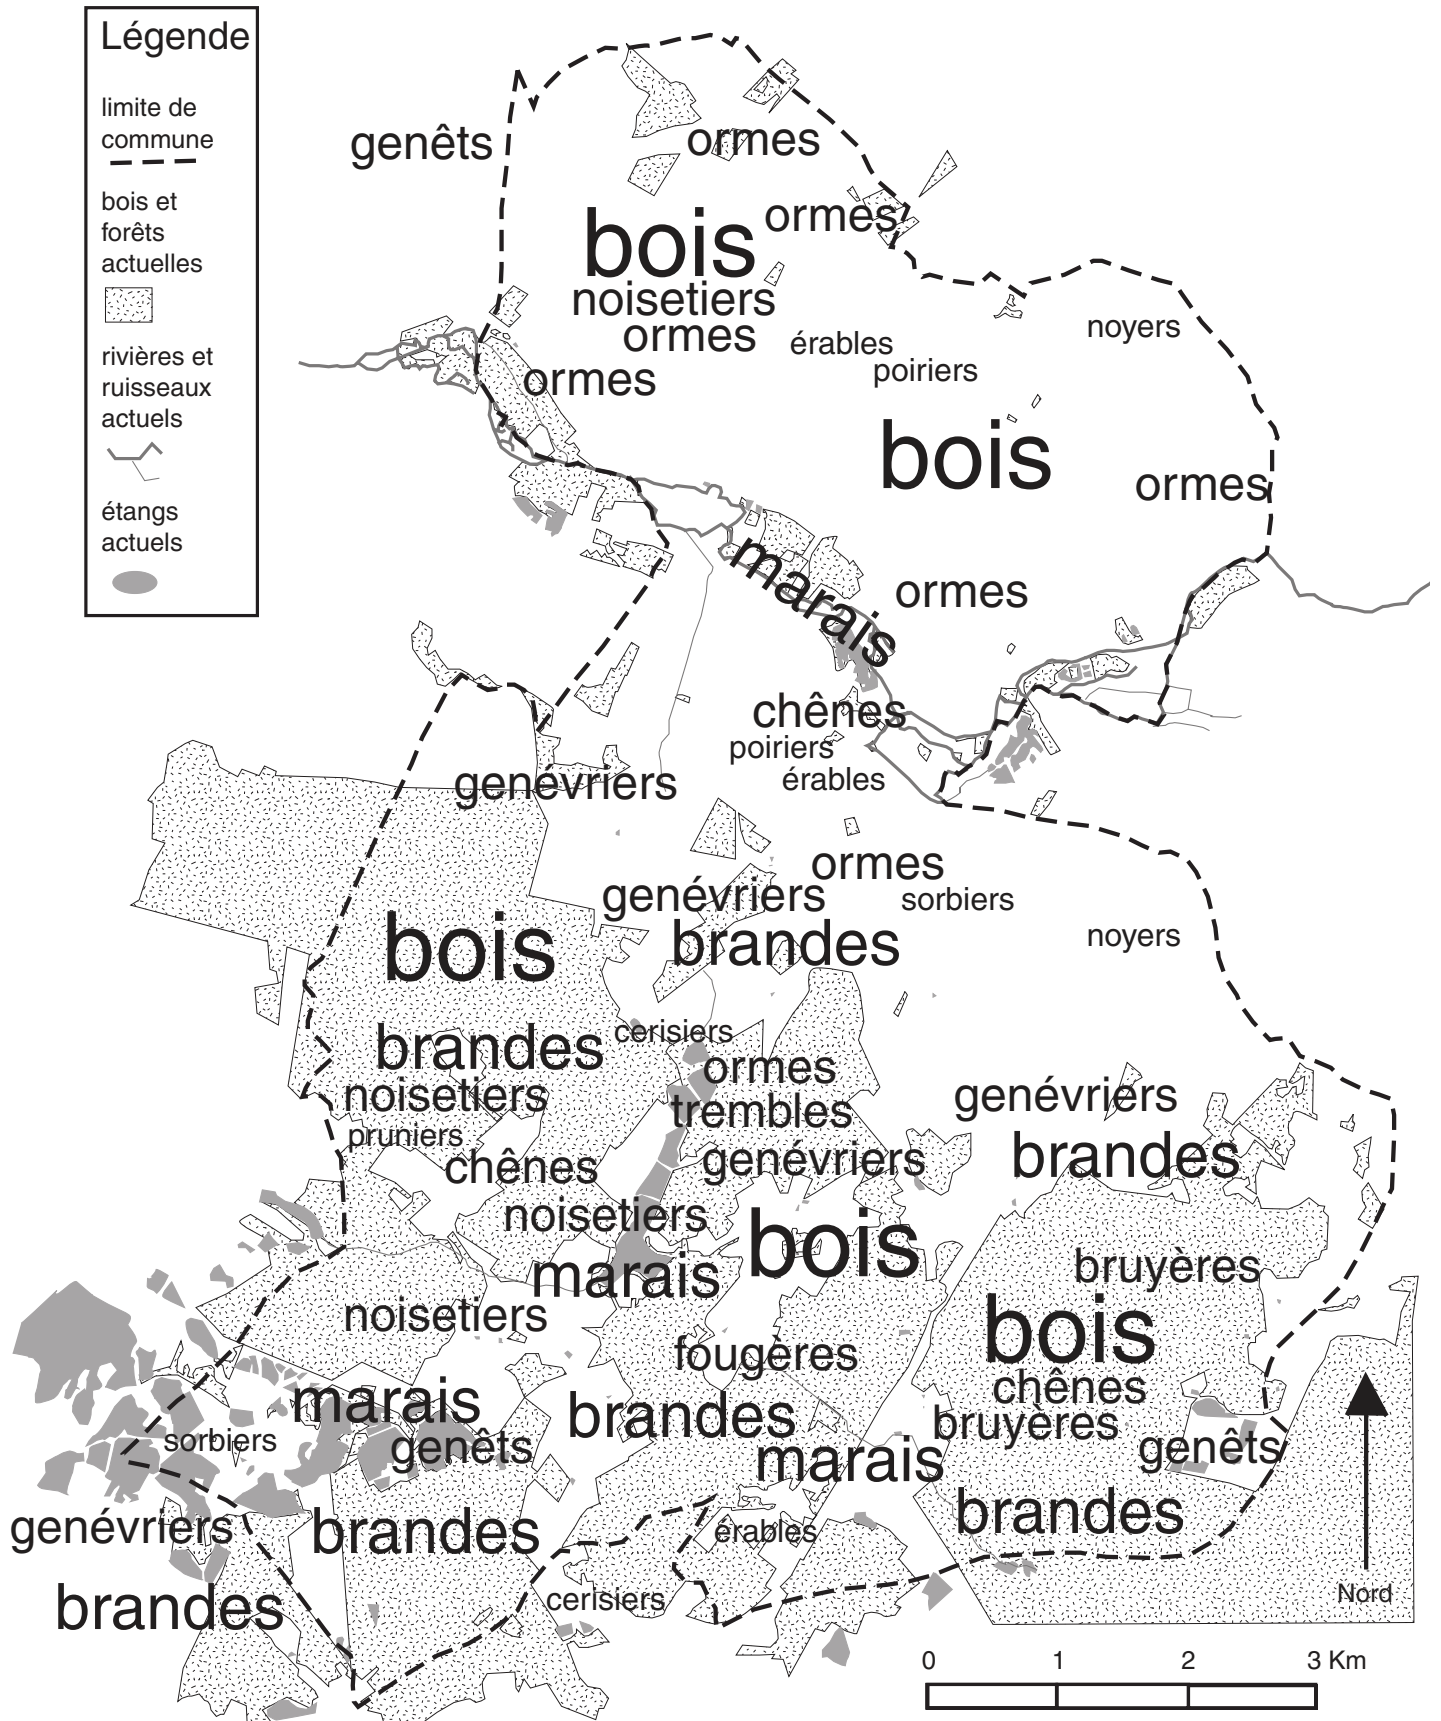 Légende
limite de
commune
bois et
forêts
actuelles
rivières et
ruisseaux
actuels
étangs
actuels
genêts
ormes
ormes
bois
noisetiers
ormes
érables
noyers
poiriers
ormes
bois
ormes
marais
ormes
chênes
poiriers
érables
genévriers
ormes
genévriers
sorbiers
bois
brandes
noyers
cerisiers
brandes
ormes
noisetiers
trembles
genévriers
pruniers
chênes
genévriers
brandes
noisetiers
bois
marais
bruyères
noisetiers
bois
fougères
chênes
marais
brandes
bruyères
sorbiers
genêts
marais
genêts
genévriers
brandes
érables
brandes
brandes
cerisiers
Nord
0 1 2 3 Km